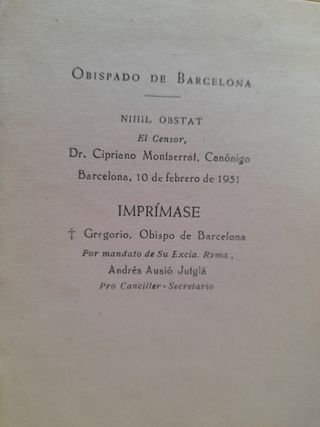 OBISPADO DE BARCELONA
NIHIL OBSTAT
El Censor,
Dr. Cipriano Montserrat, Canónigo
Barcelona, 10 de febrero de 1951
IMPRÍMASE
† Gregorio, Obispo de Barcelona
Por mandato de Su Excia. Rvma.
Andrés Ausió Jutglá
Pro Canciller - Secretario